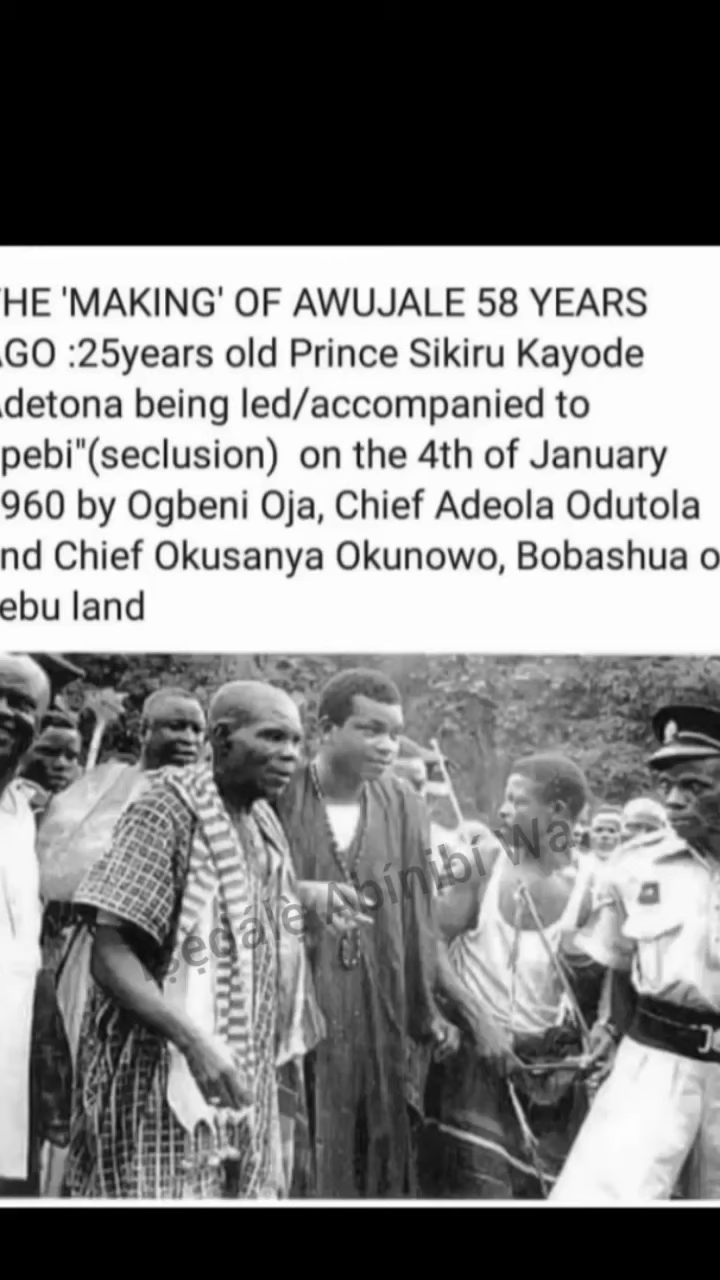 HE 'MAKING' OF AWUJALE 58 YEARS
GO :25years old Prince Sikiru Kayode
detona being led/accompanied to
pebi"(seclusion) on the 4th of January
960 by Ogbeni Oja, Chief Adeola Odutola
nd Chief Okusanya Okunowo, Bobashua o
ebu land
Abínibí Wa